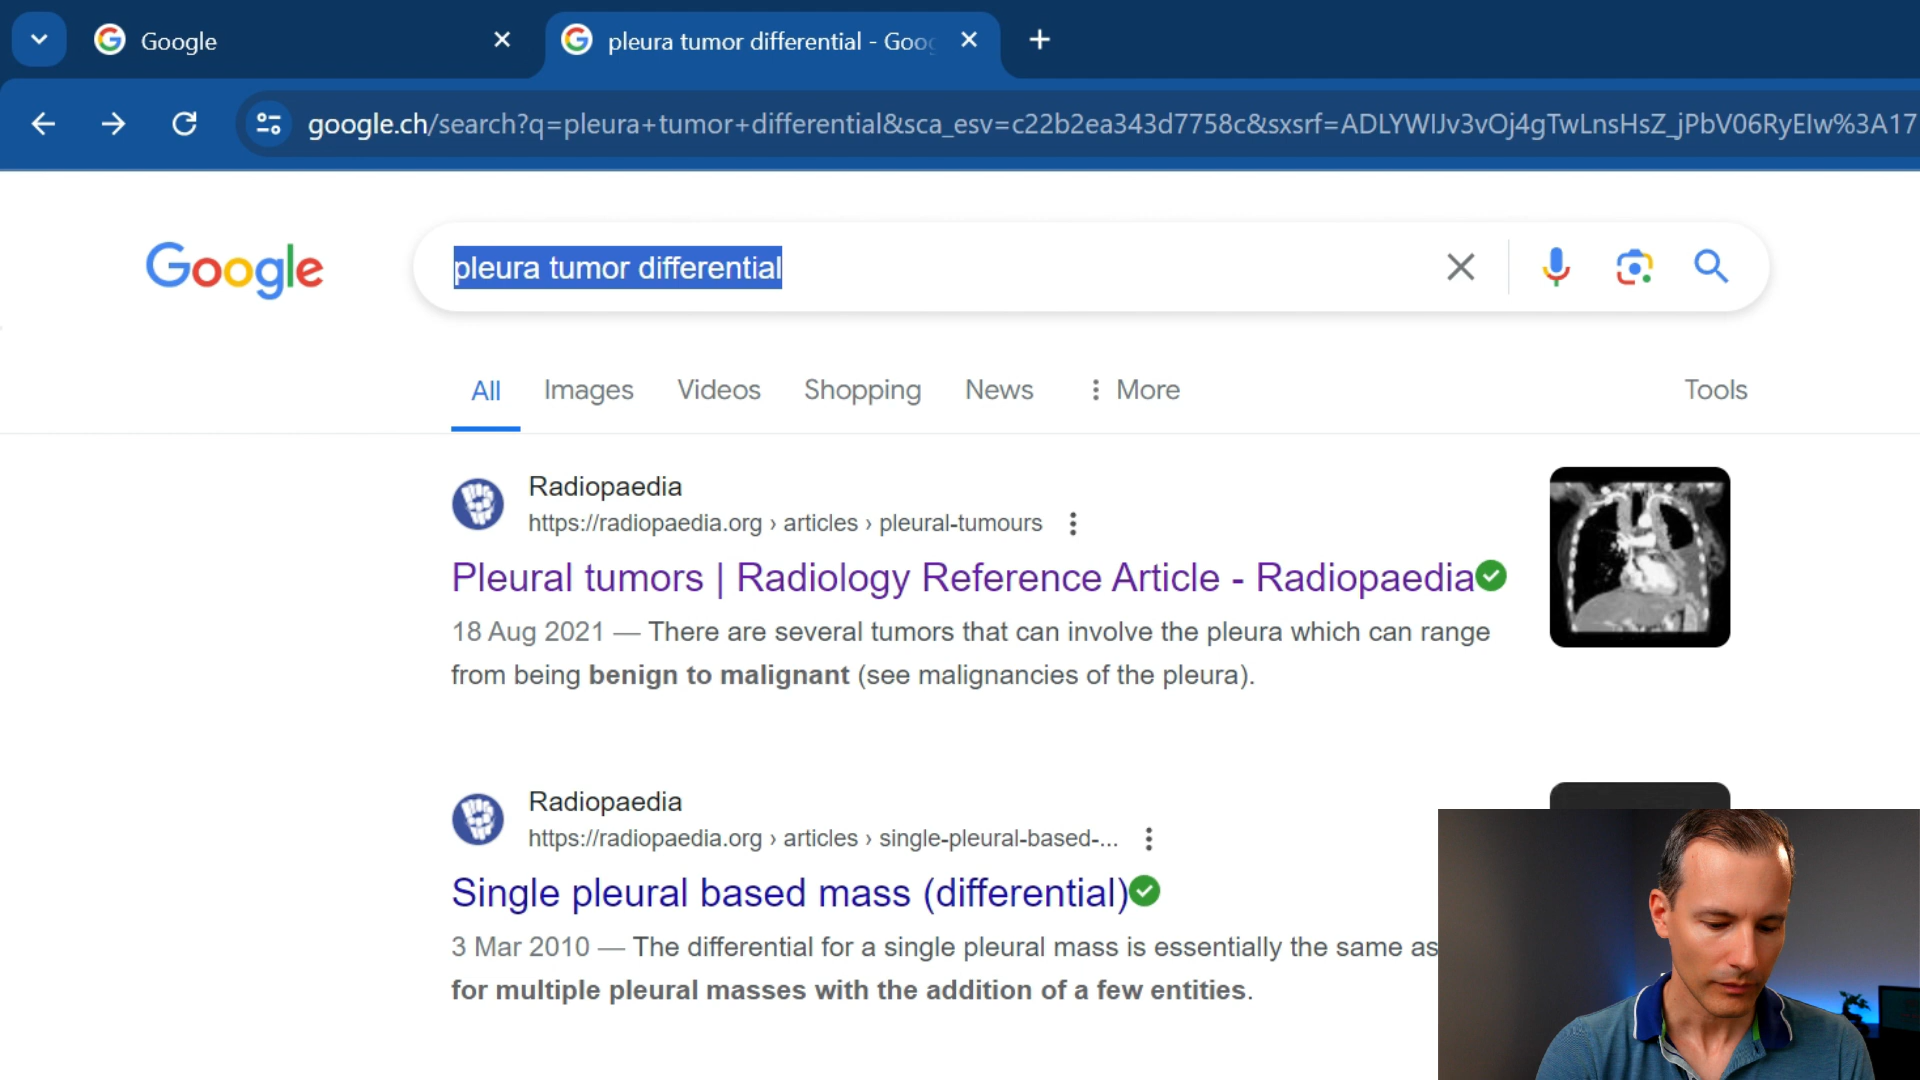 Google
pleura tumor differential - Goo
google.ch/search?q=pleura+tumor+differential&sca_esv=c22b2ea343d7758c&sxsrf=ADLYWIJv3vOj4gTwLnsHsZ_jPbV06RyEIw%3A17
Google
pleura tumor differential
All Images Videos Shopping News More Tools
Radiopaedia
https://radiopaedia.org › articles › pleural-tumours
Pleural tumors | Radiology Reference Article - Radiopaedia
18 Aug 2021 — There are several tumors that can involve the pleura which can range
from being benign to malignant (see malignancies of the pleura).
Radiopaedia
https://radiopaedia.org › articles › single-pleural-based-...
Single pleural based mass (differential)
3 Mar 2010 — The differential for a single pleural mass is essentially the same as
for multiple pleural masses with the addition of a few entities.